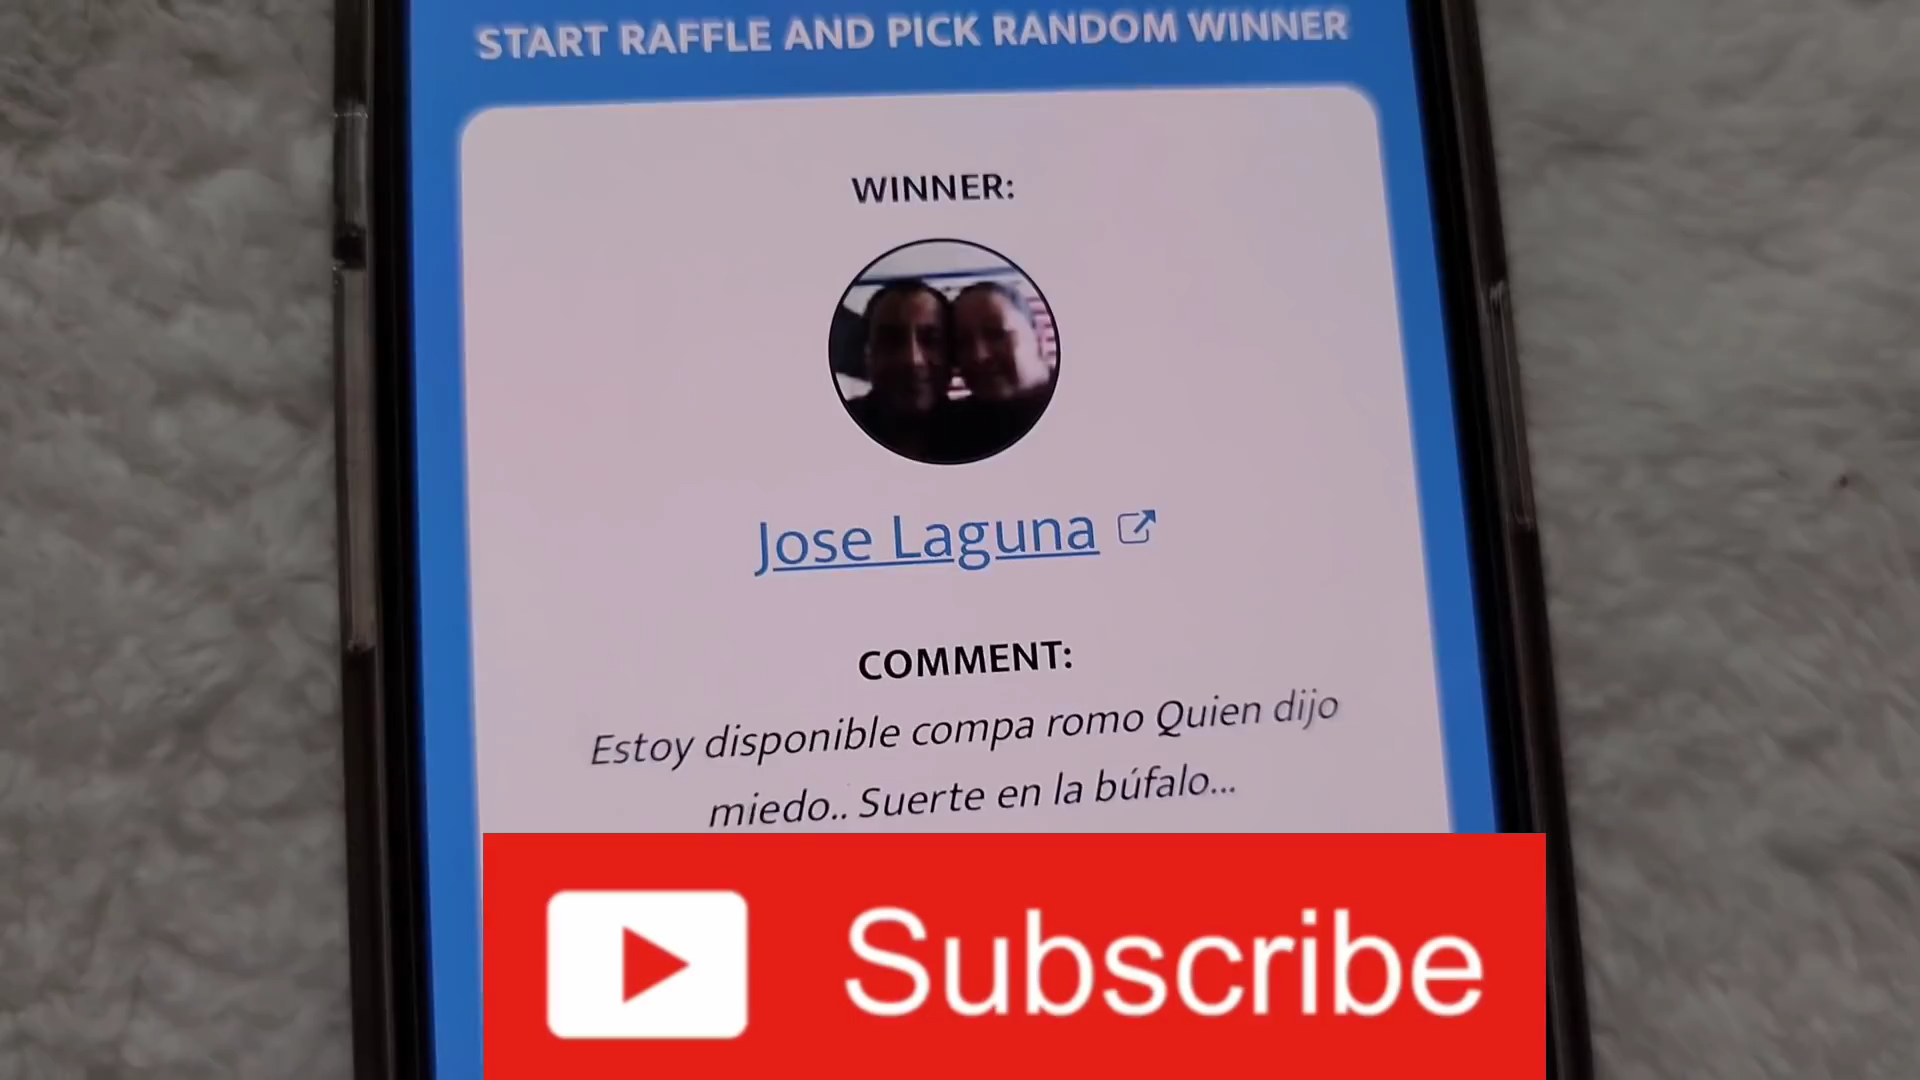 START RAFFLE AND PICK RANDOM WINNER
WINNER:
Jose Laguna
COMMENT:
Estoy disponible compa romo Quien dijo
miedo.. Suerte en la búfalo...
Subscribe